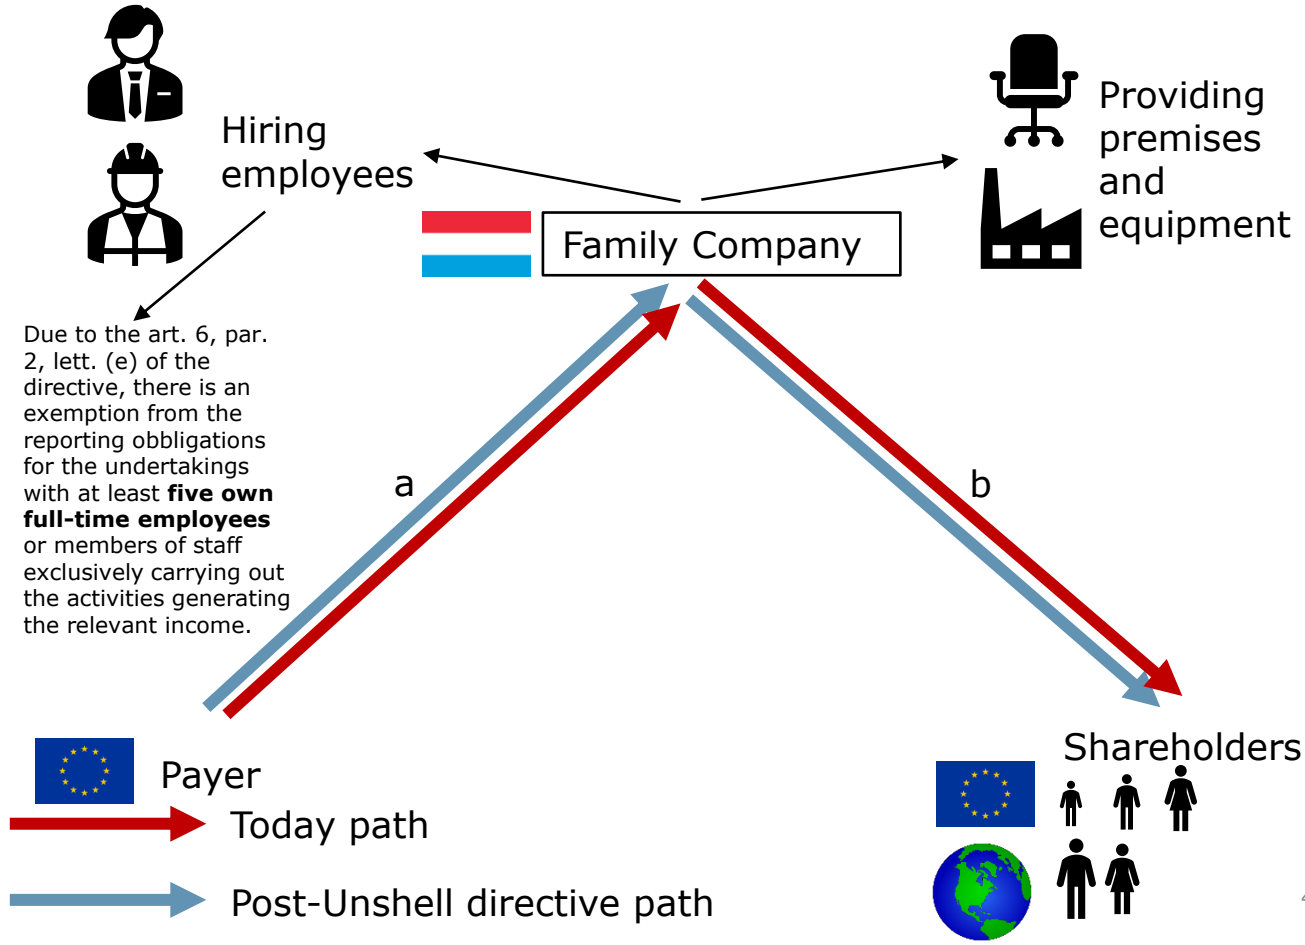 Hiring
employees
Providing
premises
and
equipment
Family Company
Due to the art. 6, par.
2, lett. (e) of the
directive, there is an
exemption from the
reporting obbligations
for the undertakings
with at least five own
full-time employees
or members of staff
exclusively carrying out
the activities generating
the relevant income.
a
b
Payer
Shareholders
Today path
Post-Unshell directive path